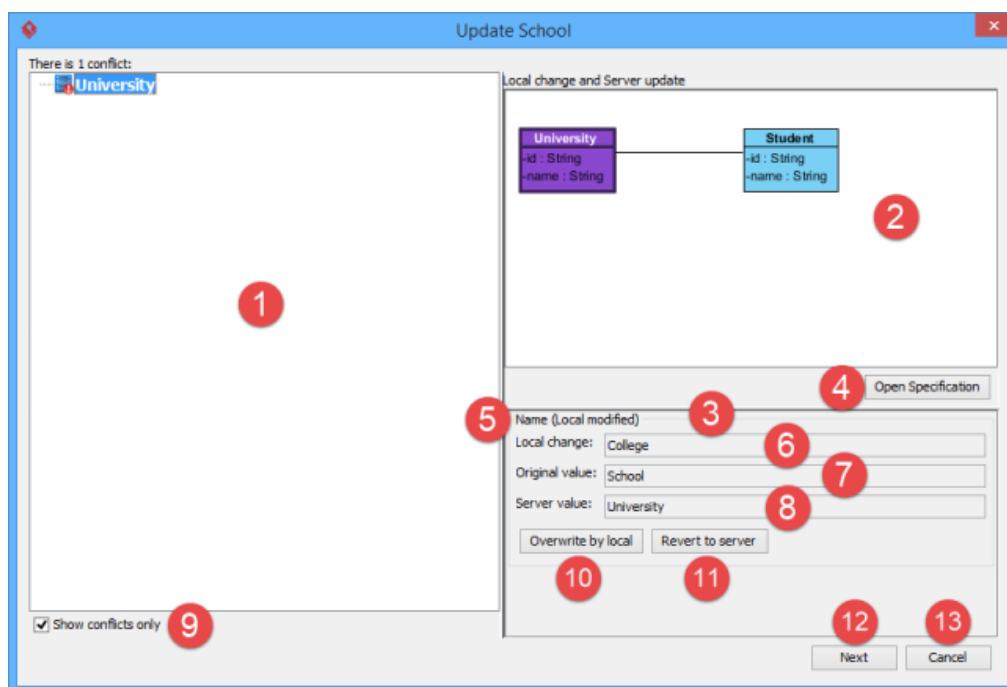 Update School
There is 1 conflict:
University
1
Show conflicts only 9
Local change and Server update
University
-id : String
-name : String
Student
-id : String
-name : String
2
4 Open Specification
5 Name (Local modified) 3
Local change: College 6
Original value: School 7
Server value: University 8
Overwrite by local Revert to server
10 11
12 13
Next Cancel